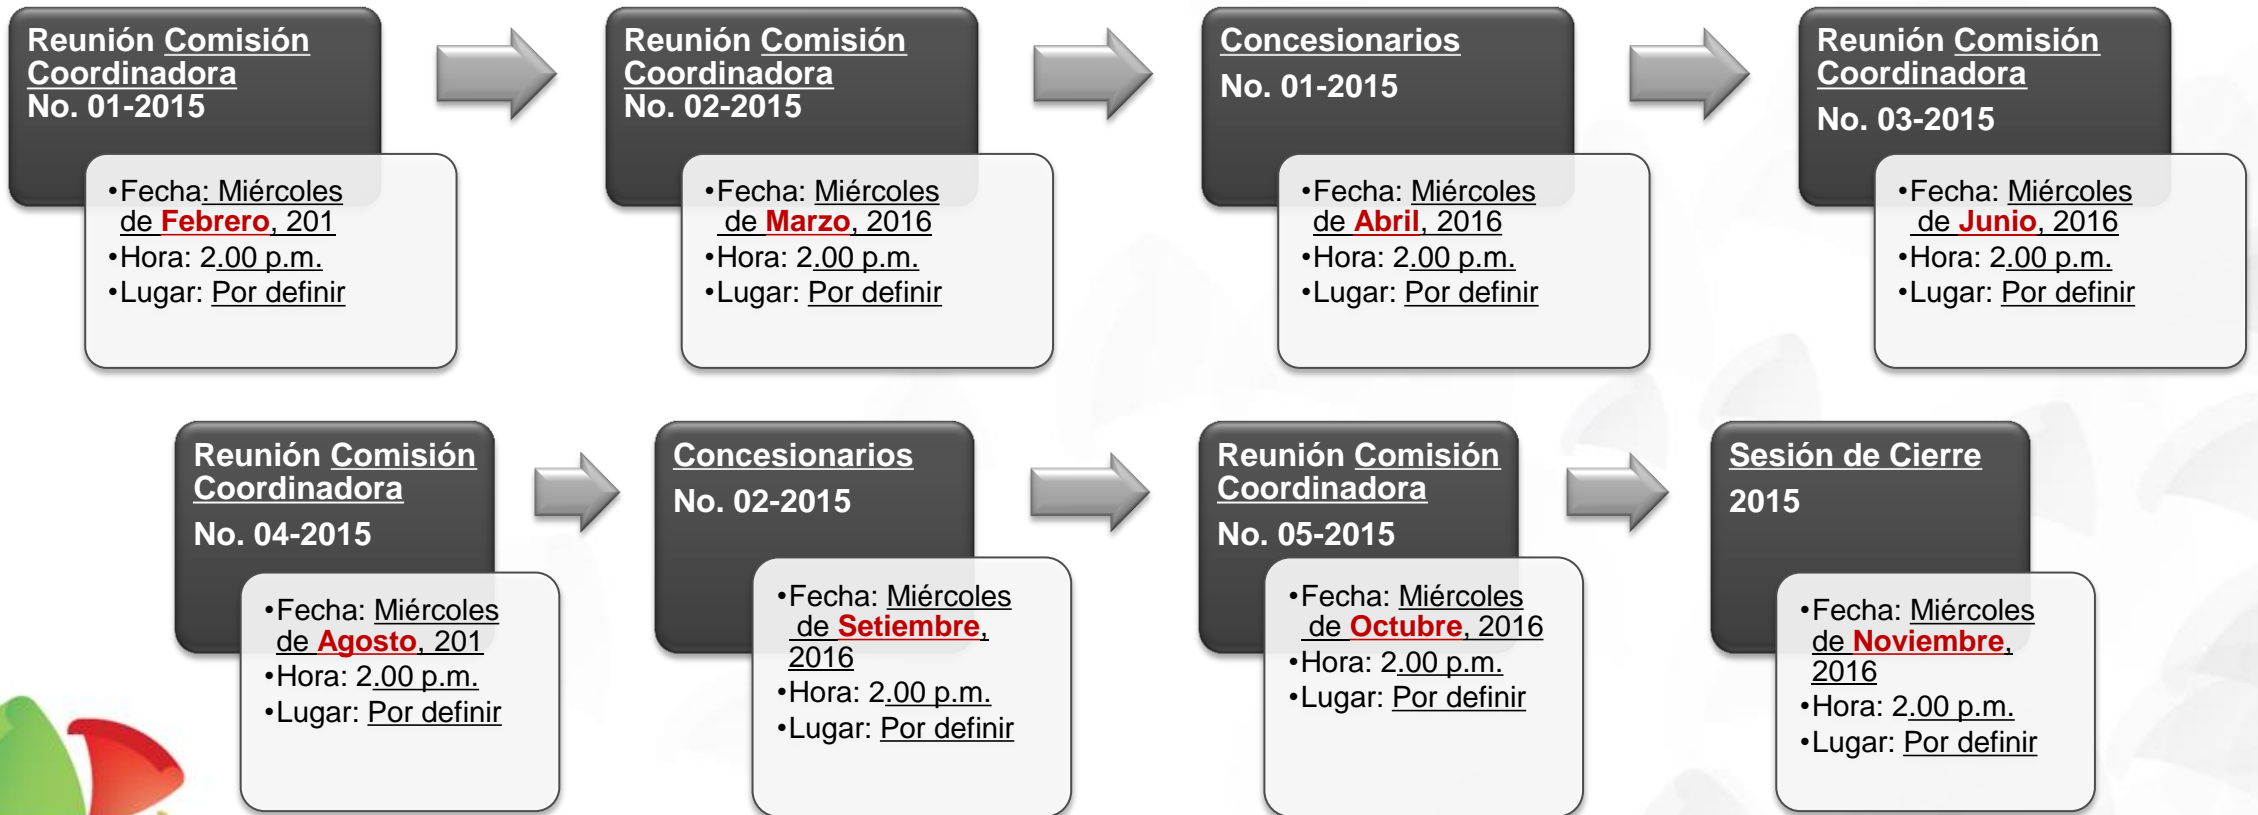 Reunión Comisión
Coordinadora
No. 01-2015
•Fecha: Miércoles
de Febrero, 201
•Hora: 2.00 p.m.
•Lugar: Por definir
Reunión Comisión
Coordinadora
No. 02-2015
•Fecha: Miércoles
de Marzo, 2016
•Hora: 2.00 p.m.
•Lugar: Por definir
Concesionarios
No. 01-2015
•Fecha: Miércoles
de Abril, 2016
•Hora: 2.00 p.m.
•Lugar: Por definir
Reunión Comisión
Coordinadora
No. 03-2015
•Fecha: Miércoles
de Junio, 2016
•Hora: 2.00 p.m.
•Lugar: Por definir
Reunión Comisión
Coordinadora
No. 04-2015
•Fecha: Miércoles
de Agosto, 201
•Hora: 2.00 p.m.
•Lugar: Por definir
Concesionarios
No. 02-2015
•Fecha: Miércoles
de Setiembre,
2016
•Hora: 2.00 p.m.
•Lugar: Por definir
Reunión Comisión
Coordinadora
No. 05-2015
•Fecha: Miércoles
de Octubre, 2016
•Hora: 2.00 p.m.
•Lugar: Por definir
Sesión de Cierre
2015
•Fecha: Miércoles
de Noviembre,
2016
•Hora: 2.00 p.m.
•Lugar: Por definir